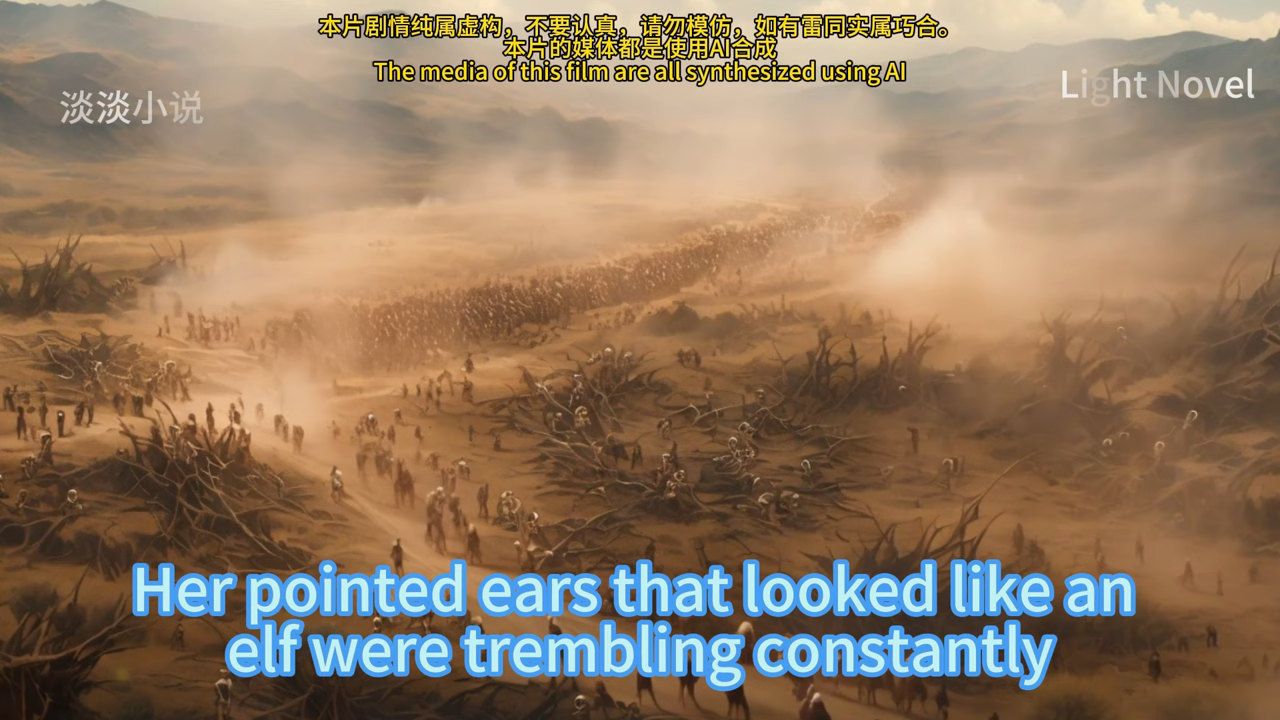 本片剧情纯属虚构，不要认真，请勿模仿，如有雷同实属巧合。
本片的媒体都是使用AI合成
The media of this film are all synthesized using AI
淡淡小说
Light Novel
Her pointed ears that looked like an
elf were trembling constantly